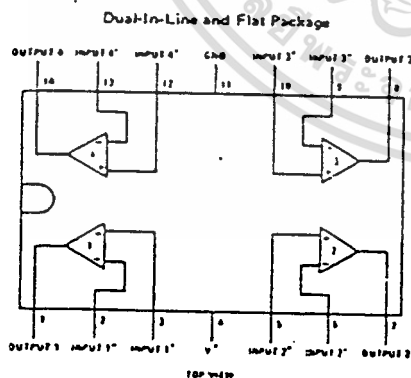 Dual-In-Line and Flat Package
OUTPUT 4 INPUT 4⁻ INPUT 4⁺ GND INPUT 3⁺ INPUT 3⁻ OUTPUT 3
14 13 12 11 10 9 8
4 3
1 2
1 2 3 4 5 6 7
OUTPUT 1 INPUT 1⁻ INPUT 1⁺ V⁺ INPUT 2⁺ INPUT 2⁻ OUTPUT 2
TOP VIEW